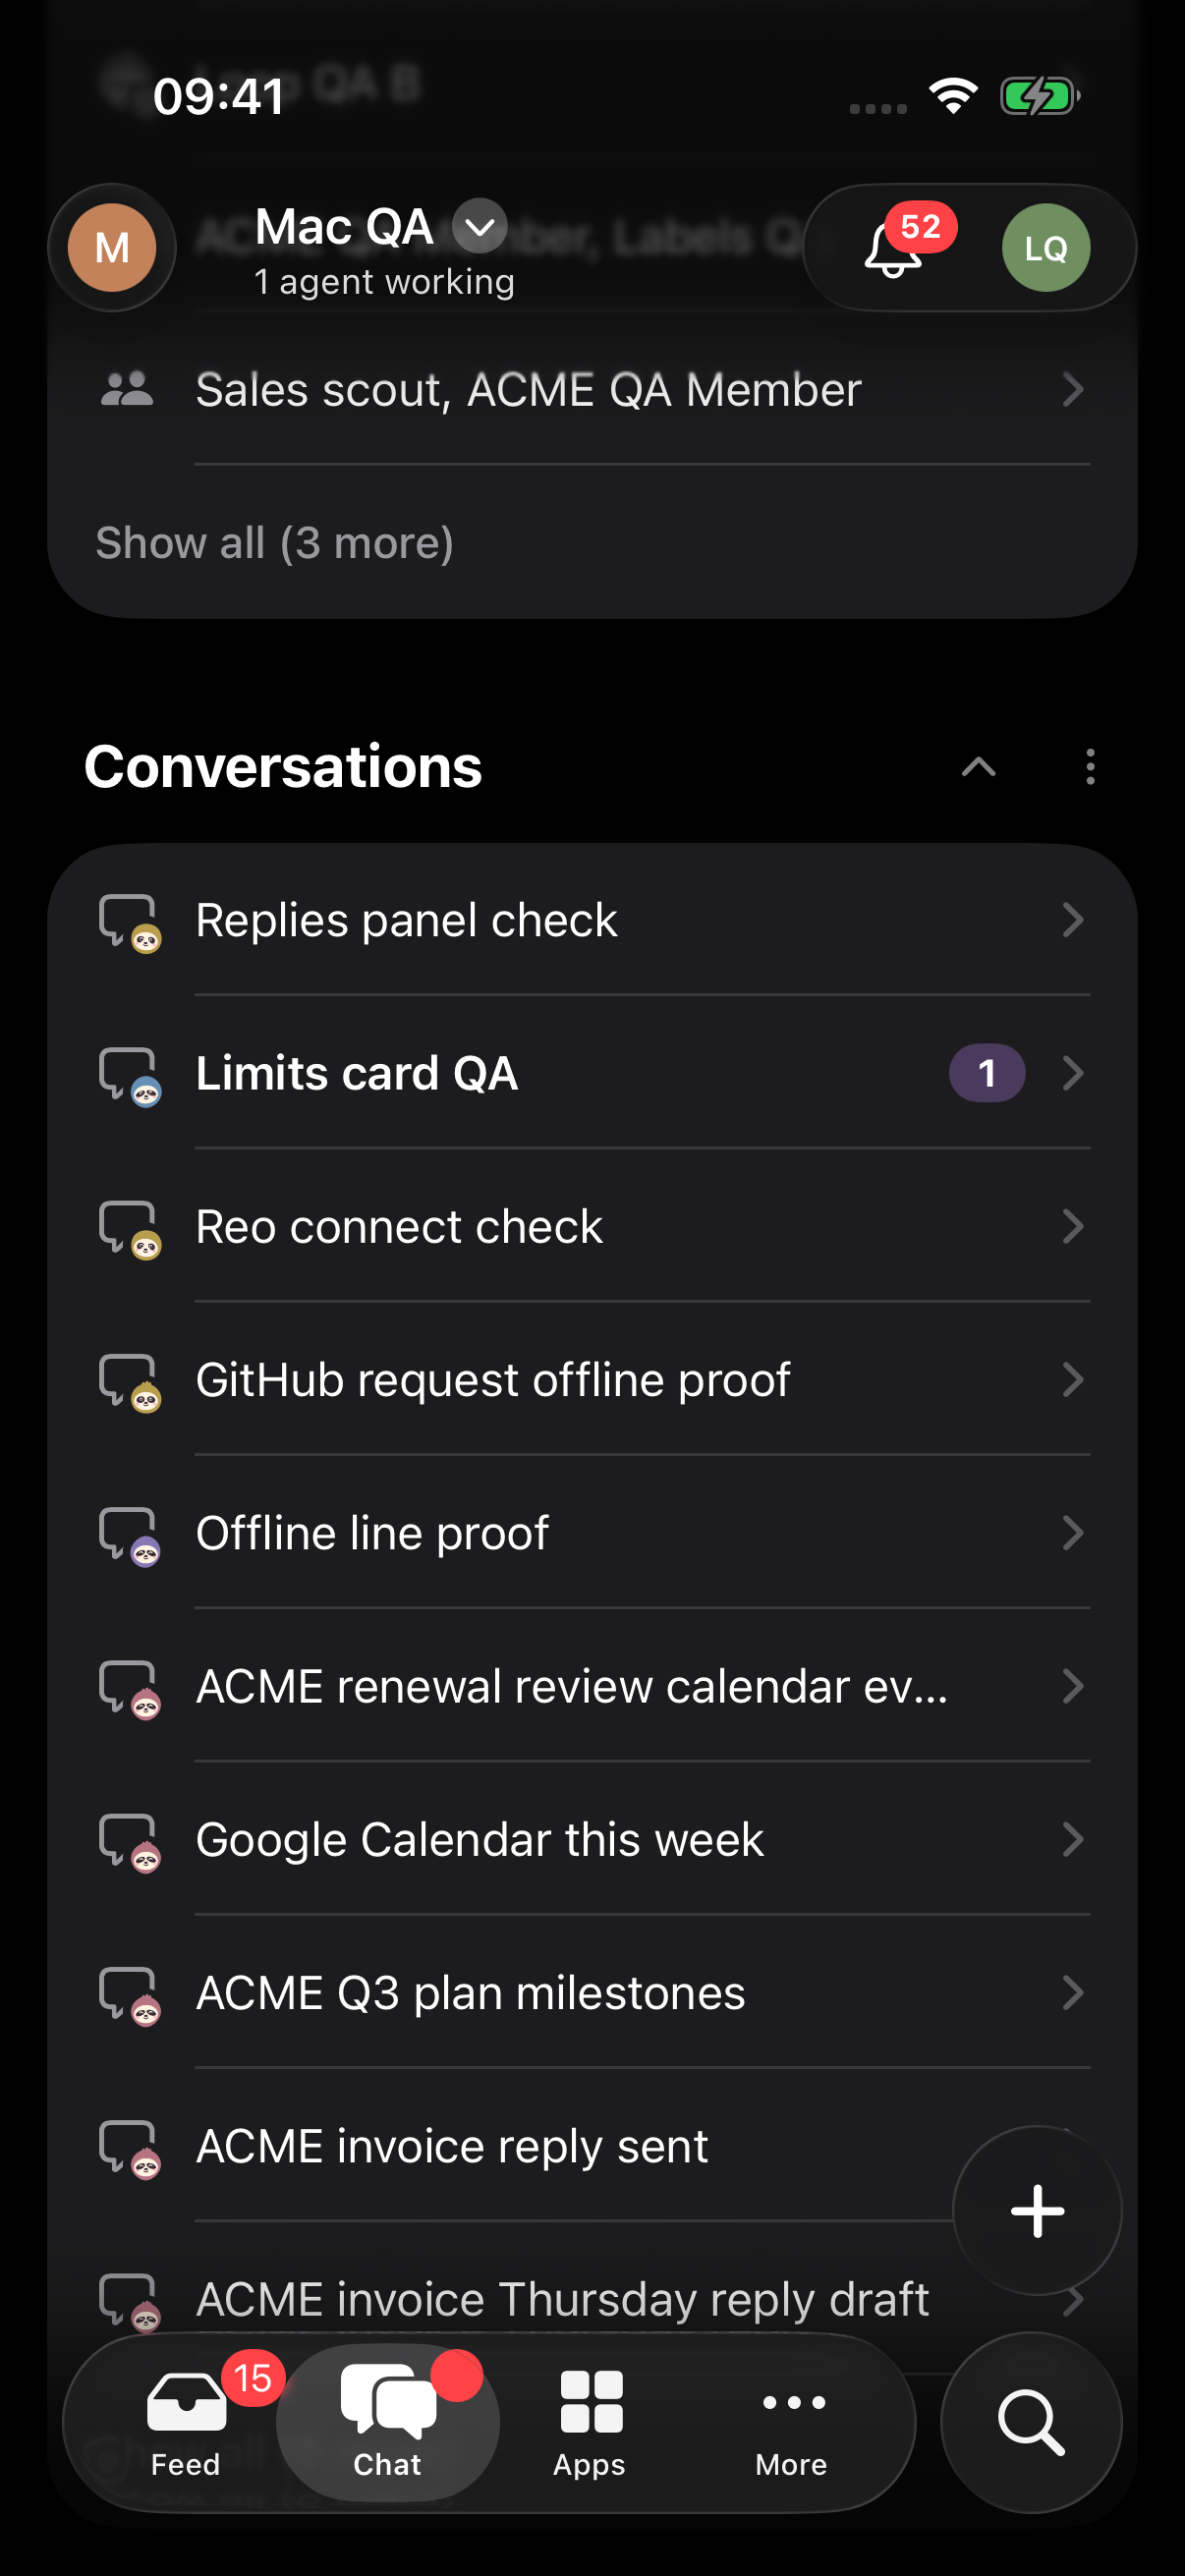 09:41
M
Mac QA
1 agent working
52
LQ
Sales scout, ACME QA Member
Show all (3 more)
Conversations
Replies panel check
Limits card QA
1
Reo connect check
GitHub request offline proof
Offline line proof
ACME renewal review calendar ev...
Google Calendar this week
ACME Q3 plan milestones
ACME invoice reply sent
ACME invoice Thursday reply draft
15
Feed
Chat
Apps
More